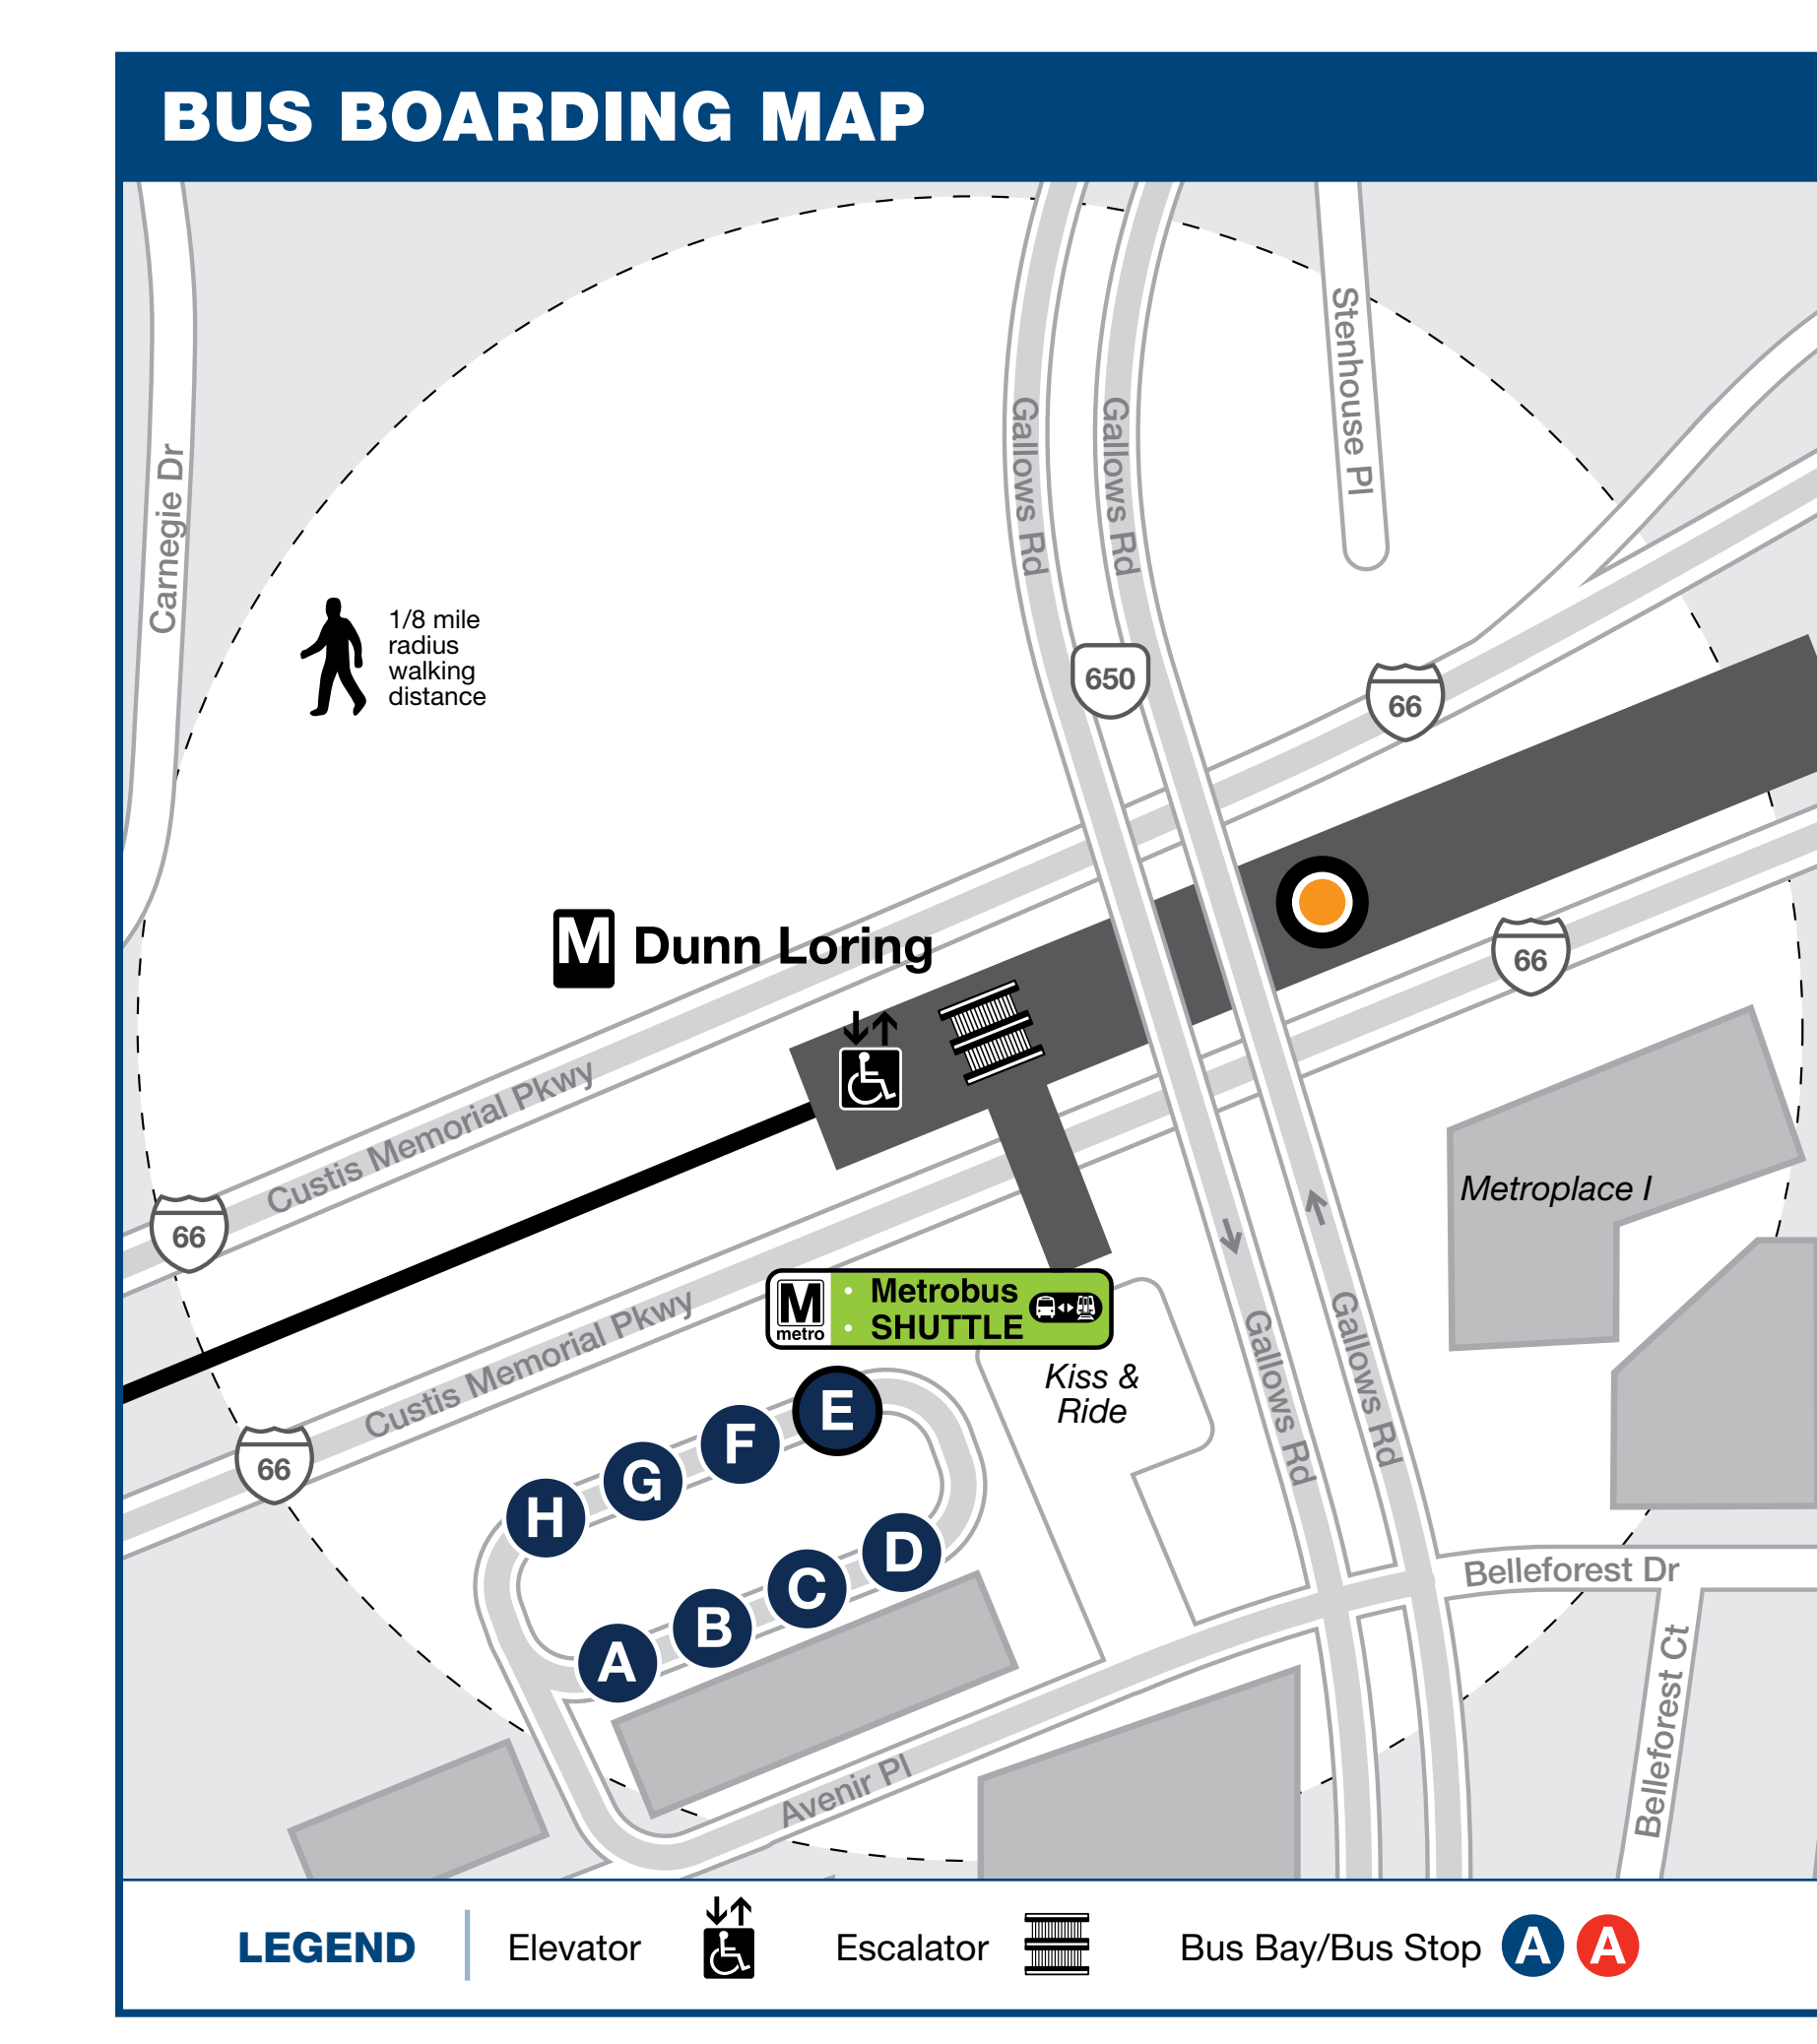 BUS BOARDING MAP
Stenhouse Pl
Gallows Rd
Gallows Rd
Carnegie Dr
1/8 mile
radius
walking
distance
650
66
M Dunn Loring
66
Custis Memorial Pkwy
66
Metroplace I
M
metro
• Metrobus
• SHUTTLE
Custis Memorial Pkwy
Gallows Rd
Gallows Rd
Kiss &
Ride
66
E
F
G
H
D
C
B
A
Belleforest Dr
Belleforest Ct
Avenir Pl
LEGEND
Elevator
Escalator
Bus Bay/Bus Stop A A